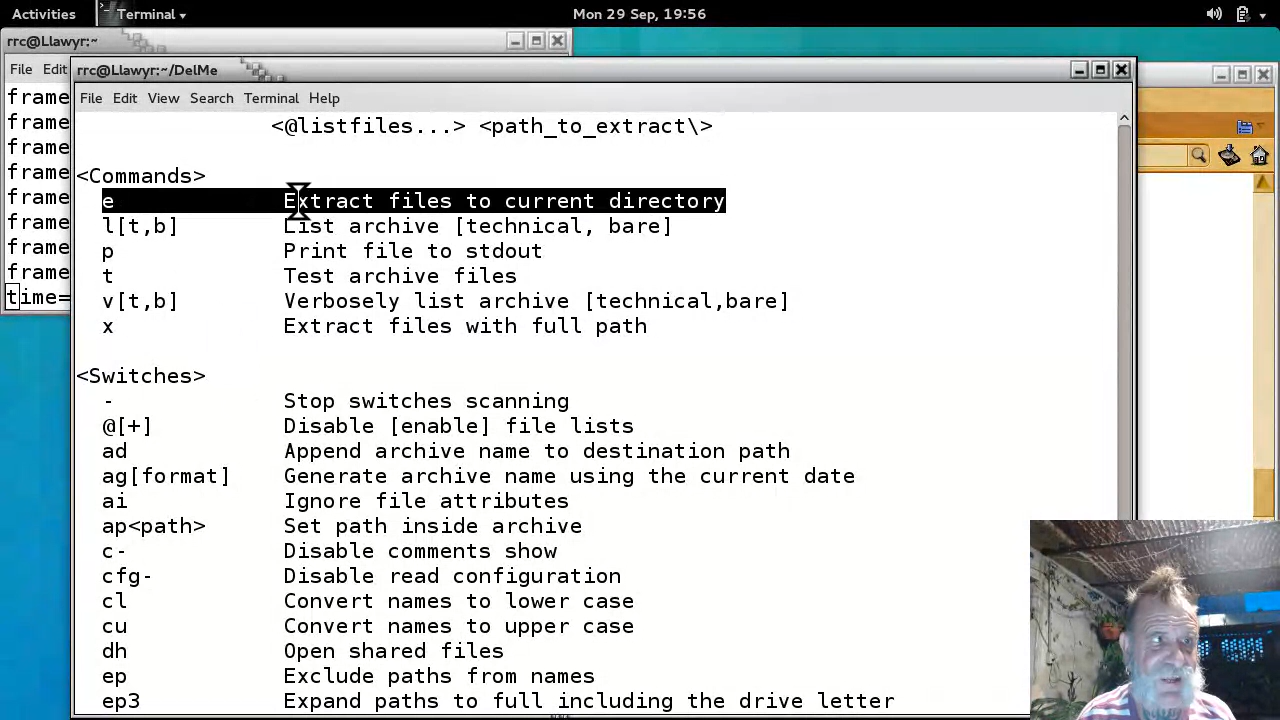 Activities Terminal Mon 29 Sep, 19:56
rrc@Llawyr:~
File Edit
frame
frame
frame
frame
frame
frame
frame
frame
time=
rrc@Llawyr:~/DelMe
File Edit View Search Terminal Help
<@listfiles...> <path_to_extract\>
<Commands>
e Extract files to current directory
l[t,b] List archive [technical, bare]
p Print file to stdout
t Test archive files
v[t,b] Verbosely list archive [technical,bare]
x Extract files with full path
<Switches>
- Stop switches scanning
@[+] Disable [enable] file lists
ad Append archive name to destination path
ag[format] Generate archive name using the current date
ai Ignore file attributes
ap<path> Set path inside archive
c- Disable comments show
cfg- Disable read configuration
cl Convert names to lower case
cu Convert names to upper case
dh Open shared files
ep Exclude paths from names
ep3 Expand paths to full including the drive letter